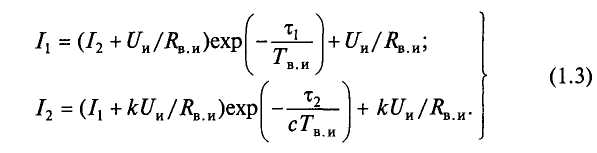 I₁ = (I₂ + Uи/Rв.и)exp(−τ₁/Tв.и) + Uи/Rв.и;
(1.3)
I₂ = (I₁ + kUи/Rв.и)exp(−τ₂/cTв.и) + kUи/Rв.и.